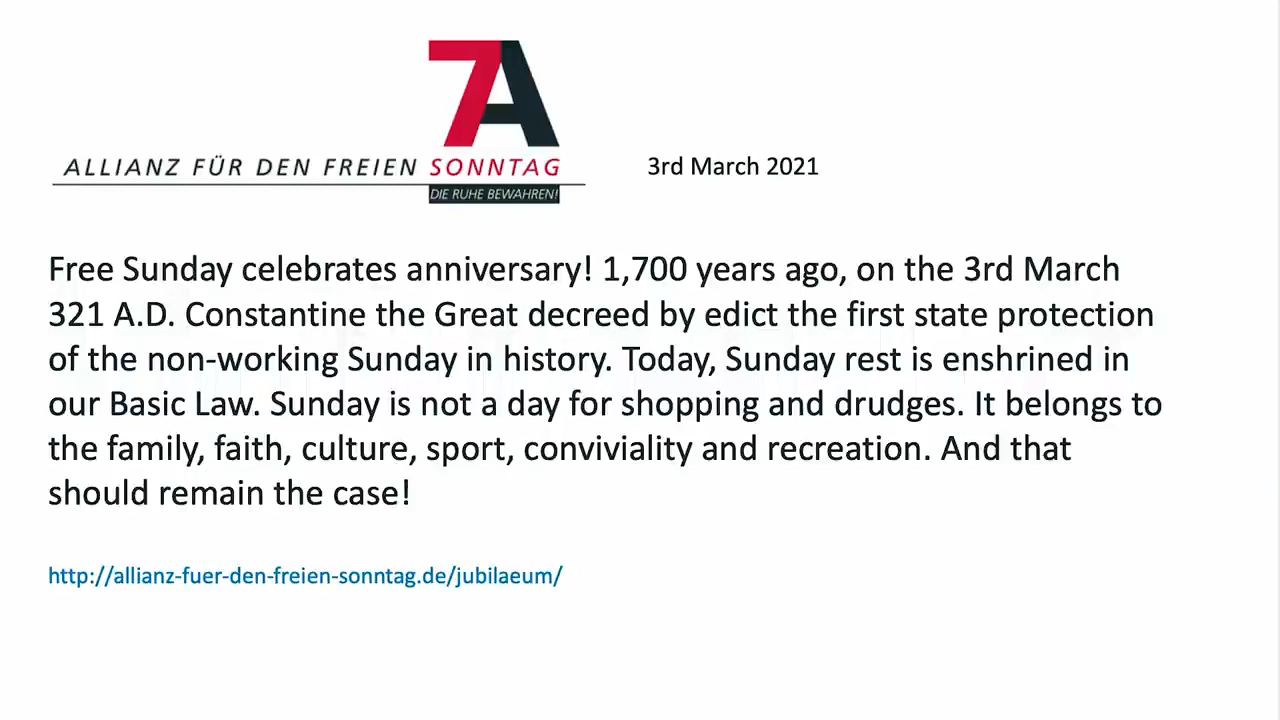 7A
ALLIANZ FÜR DEN FREIEN SONNTAG
DIE RUHE BEWAHREN!
3rd March 2021
Free Sunday celebrates anniversary! 1,700 years ago, on the 3rd March
321 A.D. Constantine the Great decreed by edict the first state protection
of the non-working Sunday in history. Today, Sunday rest is enshrined in
our Basic Law. Sunday is not a day for shopping and drudges. It belongs to
the family, faith, culture, sport, conviviality and recreation. And that
should remain the case!
http://allianz-fuer-den-freien-sonntag.de/jubilaeum/